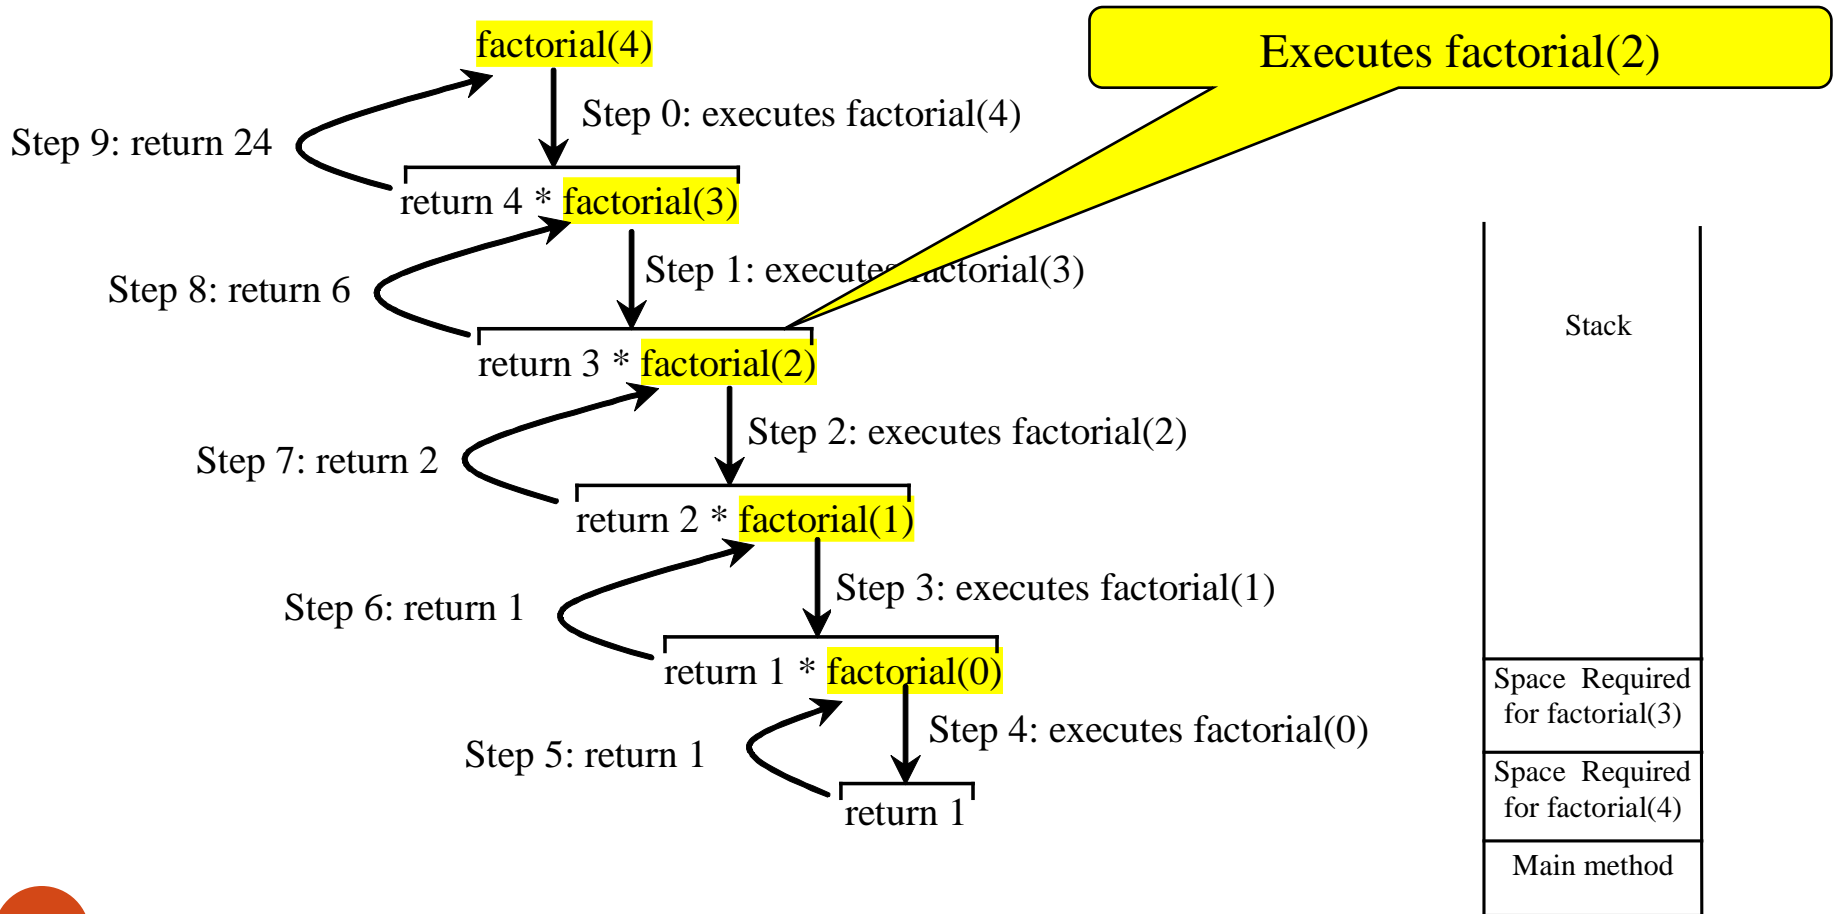 factorial(4)
Executes factorial(2)
Step 0: executes factorial(4)
Step 9: return 24
return 4 * factorial(3)
Step 1: executes factorial(3)
Step 8: return 6
Stack
return 3 * factorial(2)
Step 2: executes factorial(2)
Step 7: return 2
return 2 * factorial(1)
Step 3: executes factorial(1)
Step 6: return 1
return 1 * factorial(0)
Space Required
for factorial(3)
Step 4: executes factorial(0)
Step 5: return 1
Space Required
for factorial(4)
return 1
Main method